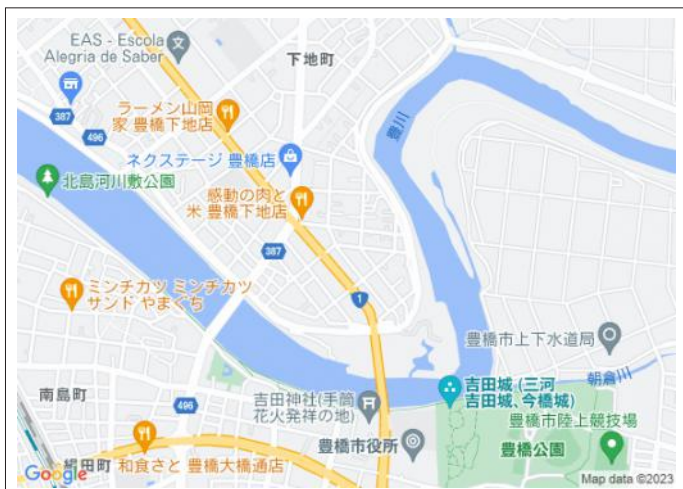 EAS - Escola
Alegria de Saber
下地町
387
496
ラーメン山岡
家 豊橋下地店
豊川
ネクステージ 豊橋店
北島河川敷公園
感動の肉と
米 豊橋下地店
387
ミンチカツ ミンチカツ
サンド やまぐち
1
豊橋市上下水道局
朝倉川
南島町
吉田神社(手筒
花火発祥の地)
吉田城 (三河
吉田城、今橋城)
496
豊橋市陸上競技場
豊橋市役所
豊橋公園
和食さと 豊橋大橋通店
Google
Map data ©2023